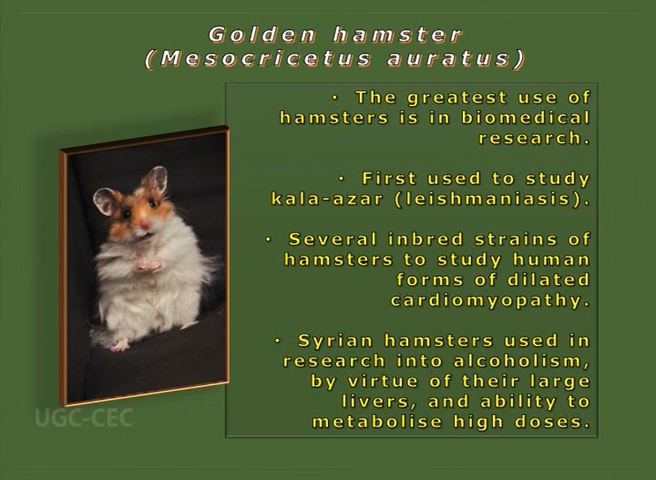 Golden hamster
(Mesocricetus auratus)
• The greatest use of
hamsters is in biomedical
research.
• First used to study
kala-azar (leishmaniasis).
• Several inbred strains of
hamsters to study human
forms of dilated
cardiomyopathy.
• Syrian hamsters used in
research into alcoholism,
by virtue of their large
livers, and ability to
metabolise high doses.
UGC-CEC